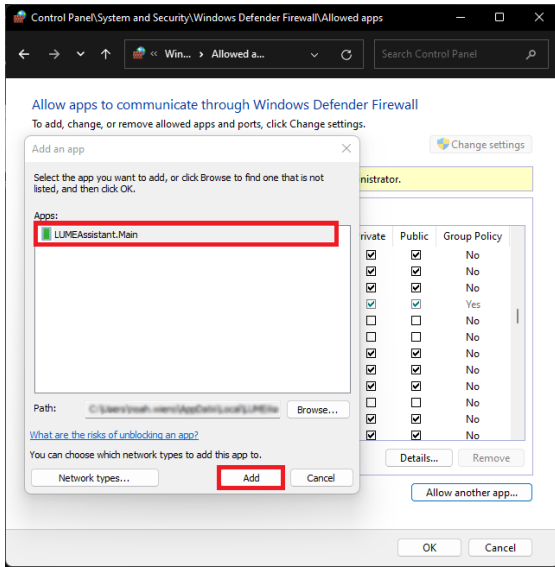 Control Panel\System and Security\Windows Defender Firewall\Allowed apps
« Win... › Allowed a...
Search Control Panel
Allow apps to communicate through Windows Defender Firewall
To add, change, or remove allowed apps and ports, click Change settings.
Change settings
Add an app
Select the app you want to add, or click Browse to find one that is not
listed, and then click OK.
nistrator.
Apps:
LUMEAssistant.Main
rivate Public Group Policy
No
No
No
Yes
No
No
No
No
No
No
No
No
Path:
Browse...
What are the risks of unblocking an app?
You can choose which network types to add this app to.
Network types...
Add
Cancel
Details...
Remove
Allow another app...
OK
Cancel